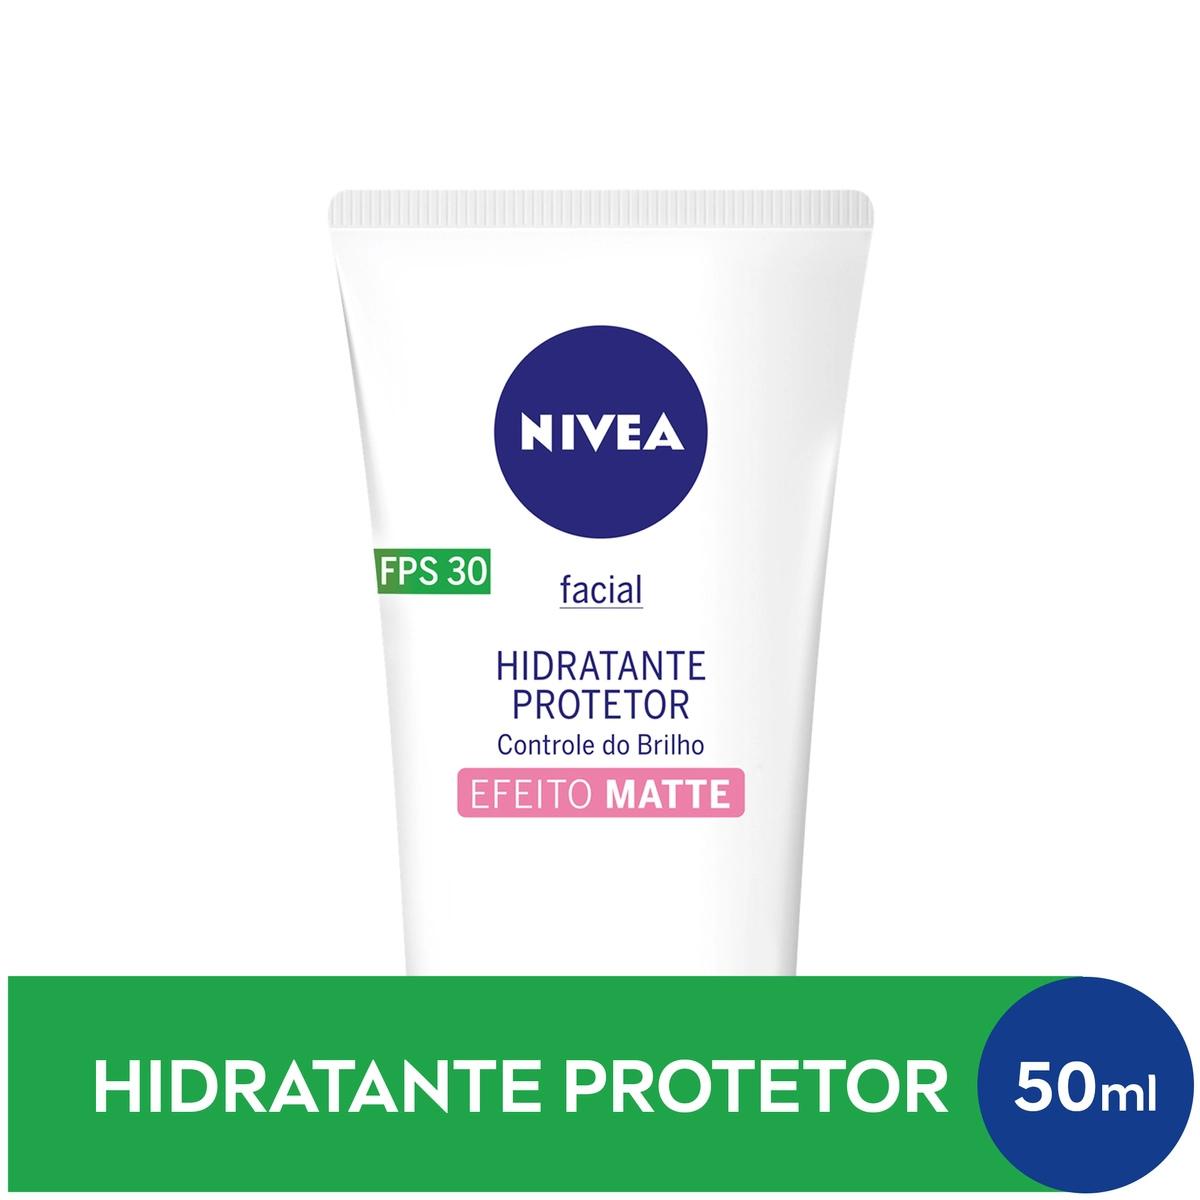 NIVEA
FPS 30
facial
HIDRATANTE
PROTETOR
Controle do Brilho
EFEITO MATTE
HIDRATANTE PROTETOR
50ml